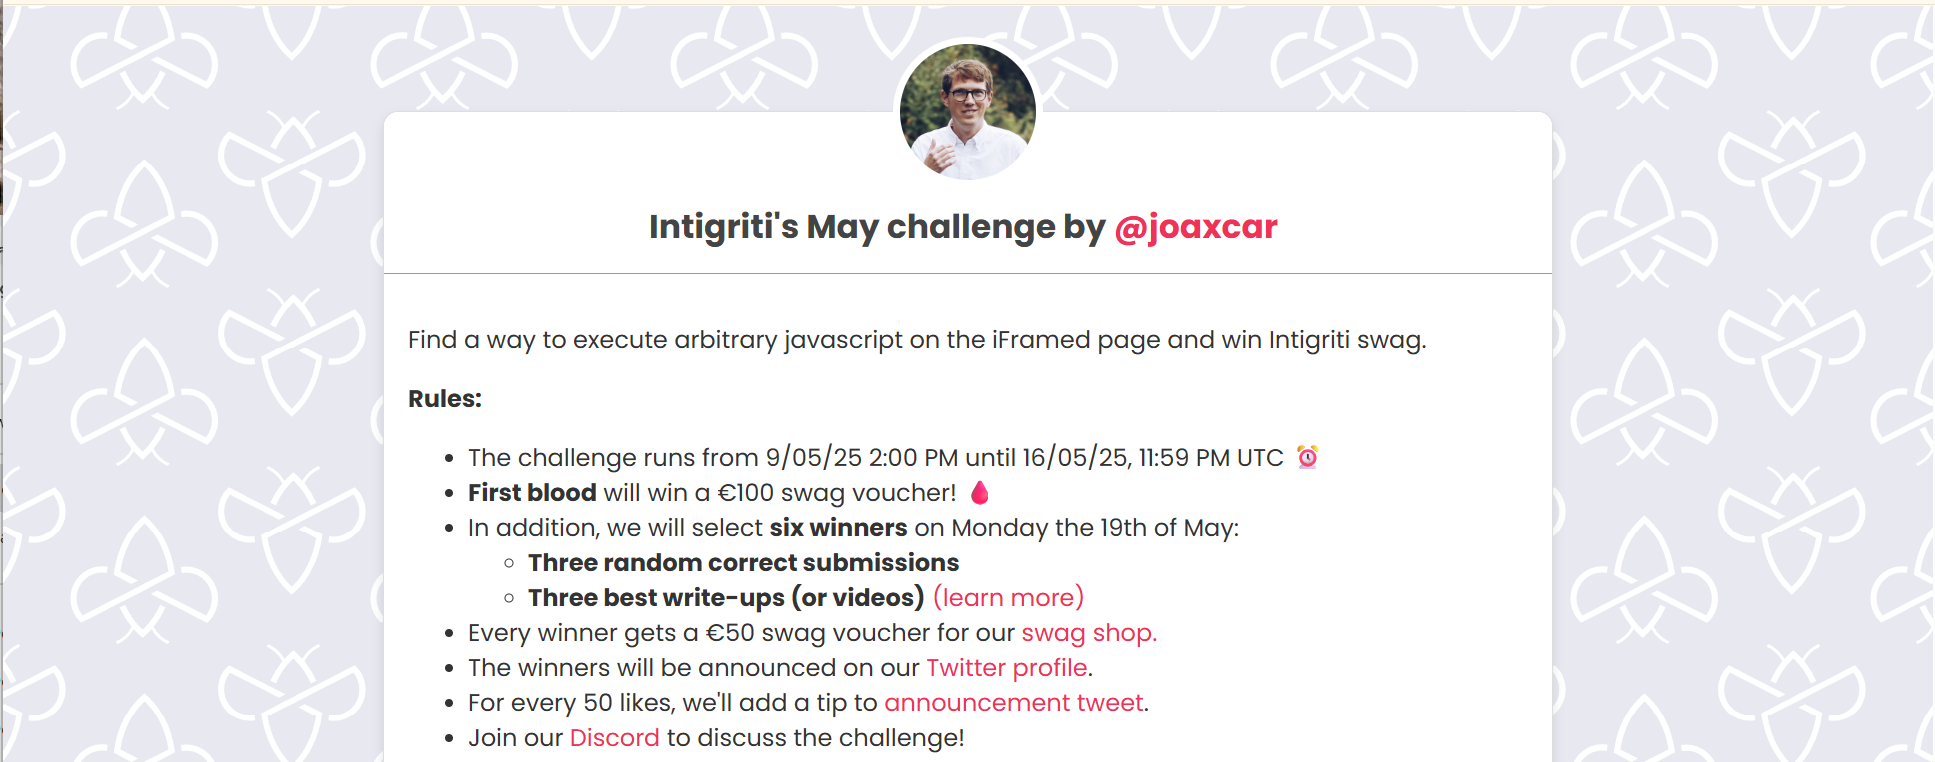 Intigriti's May challenge by @joaxcar
Find a way to execute arbitrary javascript on the iFramed page and win Intigriti swag.
Rules:
The challenge runs from 9/05/25 2:00 PM until 16/05/25, 11:59 PM UTC ⏰
First blood will win a €100 swag voucher! 🩸
In addition, we will select six winners on Monday the 19th of May:
Three random correct submissions
Three best write-ups (or videos) (learn more)
Every winner gets a €50 swag voucher for our swag shop.
The winners will be announced on our Twitter profile.
For every 50 likes, we'll add a tip to announcement tweet.
Join our Discord to discuss the challenge!